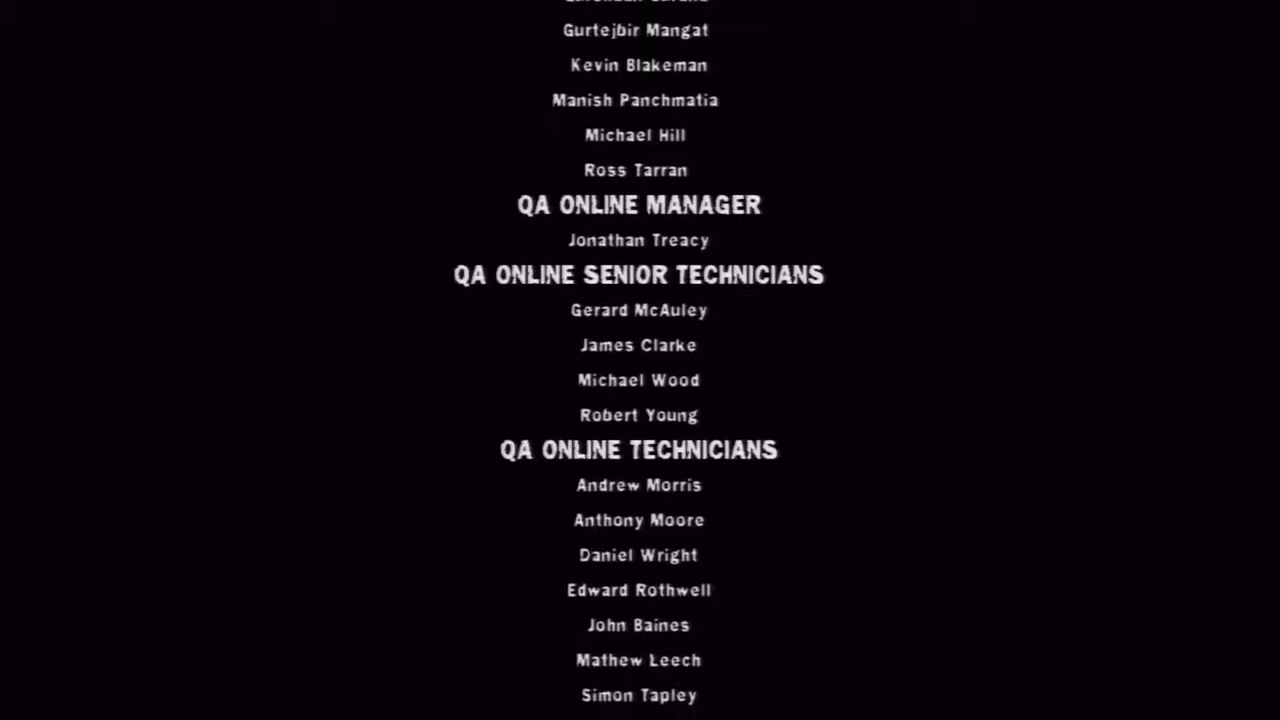 Gurtejbir Mangat
Kevin Blakeman
Manish Panchmatia
Michael Hill
Ross Tarran
QA ONLINE MANAGER
Jonathan Treacy
QA ONLINE SENIOR TECHNICIANS
Gerard McAuley
James Clarke
Michael Wood
Robert Young
QA ONLINE TECHNICIANS
Andrew Morris
Anthony Moore
Daniel Wright
Edward Rothwell
John Baines
Mathew Leech
Simon Tapley